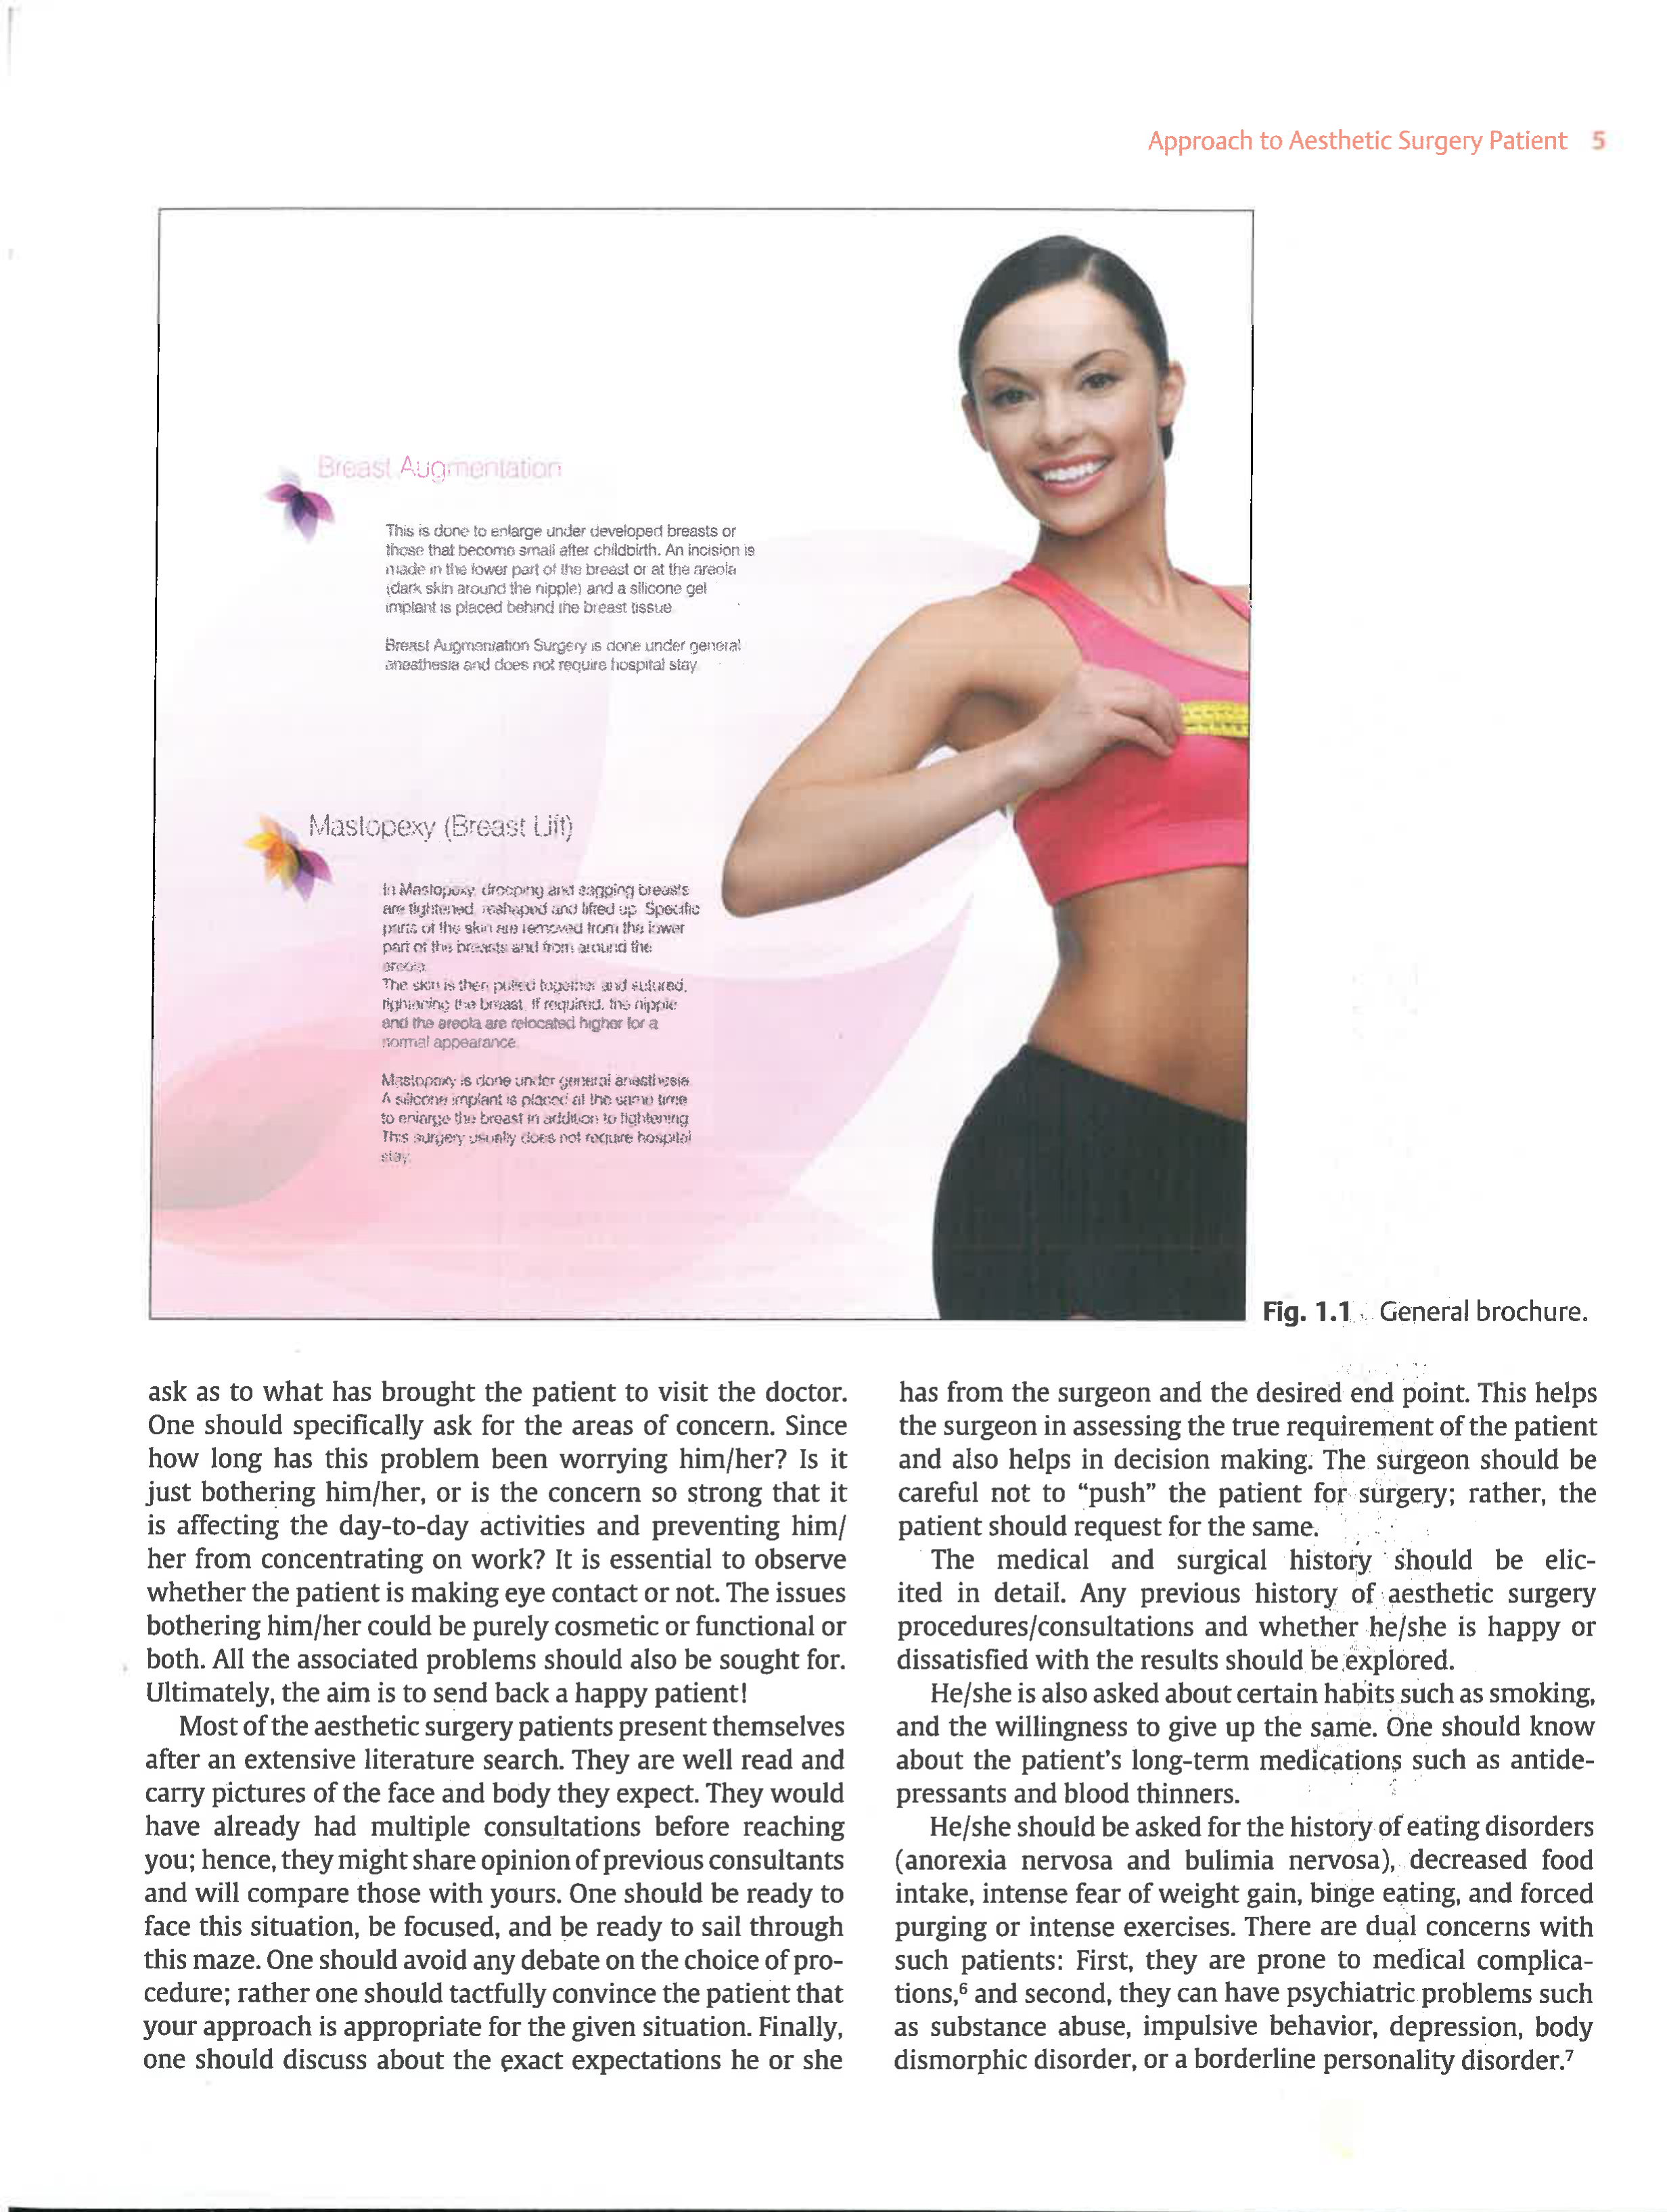 Approach to Aesthetic Surgery Patient 5
Breast Augmentation
This is done to enlarge under developed breasts or
those that become small after childbirth. An incision is
made in the lower part of the breast or at the areola
(dark skin around the nipple) and a silicone gel
implant is placed behind the breast tissue.
Breast Augmentation Surgery is done under general
anesthesia and does not require hospital stay.
Mastopexy (Breast Lift)
In Mastopexy, drooping and sagging breasts
are tightened, reshaped and lifted up. Specific
parts of the skin are removed from the lower
part of the breasts and from around the
areola.
The skin is then pulled together and sutured,
tightening the breast. If required, the nipple
and the areola are relocated higher for a
normal appearance.
Mastopexy is done under general anesthesia.
A silicone implant is placed at the same time
to enlarge the breast in addition to tightening.
This surgery usually does not require hospital
stay.
Fig. 1.1 General brochure.
ask as to what has brought the patient to visit the doctor.
One should specifically ask for the areas of concern. Since
how long has this problem been worrying him/her? Is it
just bothering him/her, or is the concern so strong that it
is affecting the day-to-day activities and preventing him/
her from concentrating on work? It is essential to observe
whether the patient is making eye contact or not. The issues
bothering him/her could be purely cosmetic or functional or
both. All the associated problems should also be sought for.
Ultimately, the aim is to send back a happy patient!
Most of the aesthetic surgery patients present themselves
after an extensive literature search. They are well read and
carry pictures of the face and body they expect. They would
have already had multiple consultations before reaching
you; hence, they might share opinion of previous consultants
and will compare those with yours. One should be ready to
face this situation, be focused, and be ready to sail through
this maze. One should avoid any debate on the choice of pro-
cedure; rather one should tactfully convince the patient that
your approach is appropriate for the given situation. Finally,
one should discuss about the exact expectations he or she
has from the surgeon and the desired end point. This helps
the surgeon in assessing the true requirement of the patient
and also helps in decision making. The surgeon should be
careful not to “push” the patient for surgery; rather, the
patient should request for the same.
The medical and surgical history should be elic-
ited in detail. Any previous history of aesthetic surgery
procedures/consultations and whether he/she is happy or
dissatisfied with the results should be explored.
He/she is also asked about certain habits such as smoking,
and the willingness to give up the same. One should know
about the patient’s long-term medications such as antide-
pressants and blood thinners.
He/she should be asked for the history of eating disorders
(anorexia nervosa and bulimia nervosa), decreased food
intake, intense fear of weight gain, binge eating, and forced
purging or intense exercises. There are dual concerns with
such patients: First, they are prone to medical complica-
tions,⁶ and second, they can have psychiatric problems such
as substance abuse, impulsive behavior, depression, body
dismorphic disorder, or a borderline personality disorder.⁷